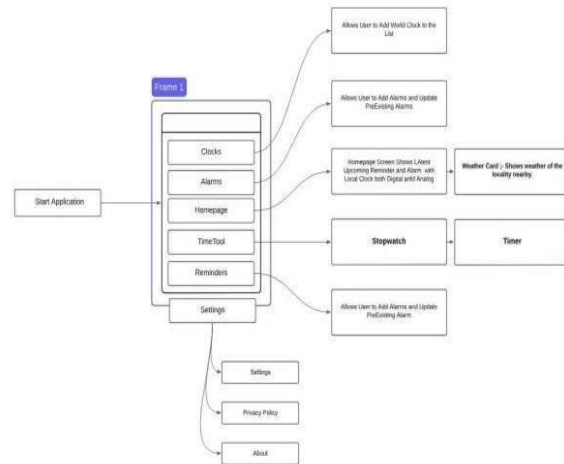 Allows User to Add World Clock to the
List
Frame 1
Allows User to Add Alarms and Update
PreExisting Alarms
Clocks
Alarms
Homepage Screen Shows LAterst
Upcoming Reminder and Alarm with
Local Clock both Digital anfd Analog
Weather Card ;- Shows weather of the
locality nearby.
Start Application
Homepage
TimeTool
Stopwatch
Timer
Reminders
Settings
Allows User to Add Alarms and Update
PreExisting Alarm
Settings
Privacy Policy
About